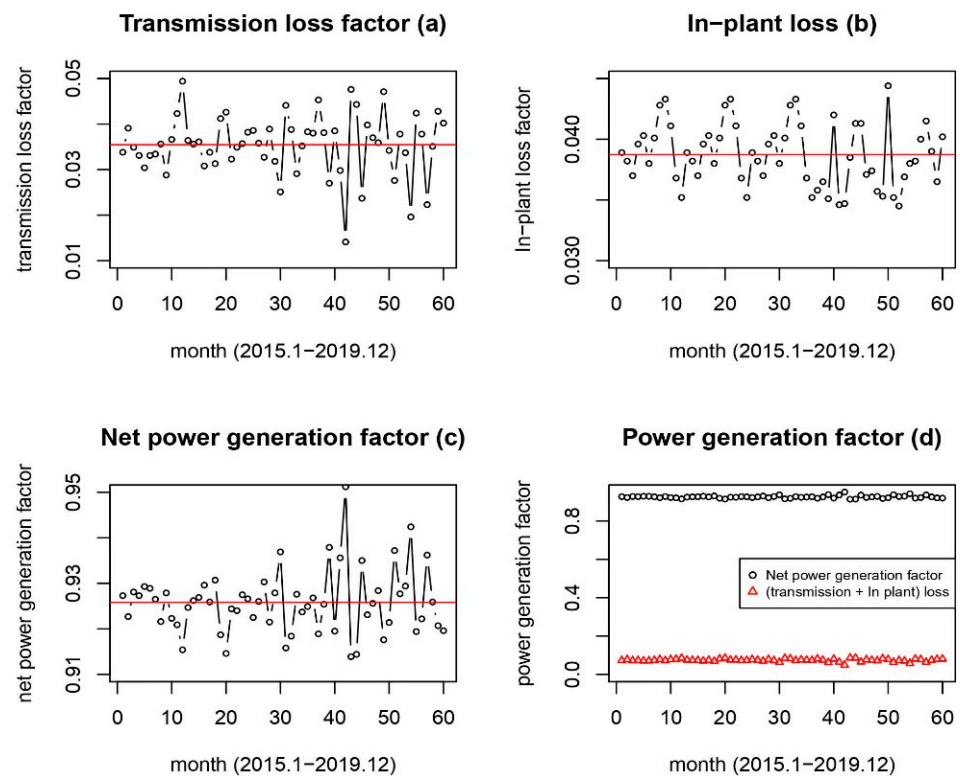 Transmission loss factor (a)
transmission loss factor
0.05
0.03
0.01
0 10 20 30 40 50 60
month (2015.1−2019.12)
In−plant loss (b)
In−plant loss factor
0.040
0.030
0 10 20 30 40 50 60
month (2015.1−2019.12)
Net power generation factor (c)
net power generation factor
0.95
0.93
0.91
0 10 20 30 40 50 60
month (2015.1−2019.12)
Power generation factor (d)
power generation factor
0.8
0.4
0.0
Net power generation factor
(transmission + In plant) loss
0 10 20 30 40 50 60
month (2015.1−2019.12)